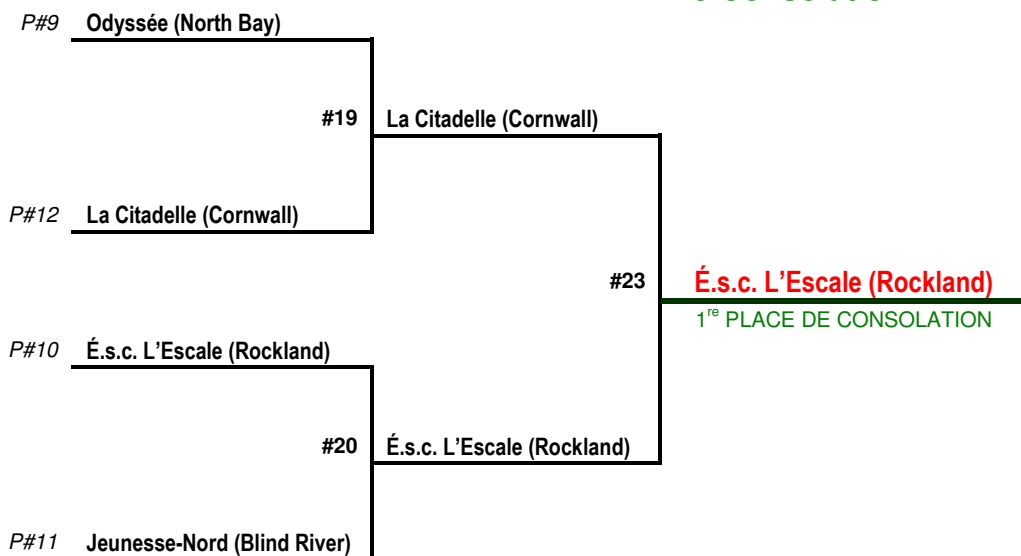 P#9 Odyssée (North Bay)
#19 La Citadelle (Cornwall)
P#12 La Citadelle (Cornwall)
#23 É.s.c. L'Escale (Rockland)
1re PLACE DE CONSOLATION
P#10 É.s.c. L'Escale (Rockland)
#20 É.s.c. L'Escale (Rockland)
P#11 Jeunesse-Nord (Blind River)